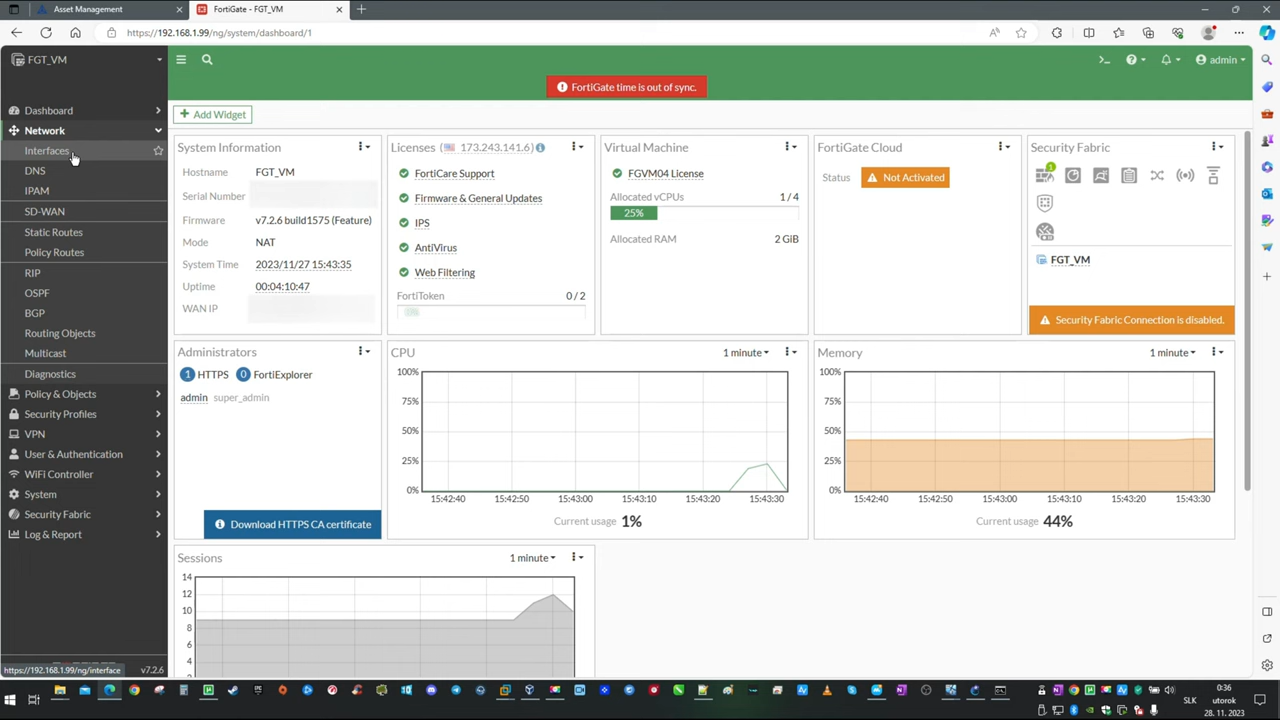 Asset Management
FortiGate - FGT_VM
https://192.168.1.99/ng/system/dashboard/1
FGT_VM
admin
FortiGate time is out of sync.
Dashboard
Network
Interfaces
DNS
IPAM
SD-WAN
Static Routes
Policy Routes
RIP
OSPF
BGP
Routing Objects
Multicast
Diagnostics
Policy & Objects
Security Profiles
VPN
User & Authentication
WiFi Controller
System
Security Fabric
Log & Report
https://192.168.1.99/ng/interface
v7.2.6
+ Add Widget
System Information
Hostname FGT_VM
Serial Number
Firmware v7.2.6 build1575 (Feature)
Mode NAT
System Time 2023/11/27 15:43:35
Uptime 00:04:10:47
WAN IP
Licenses ( 173.243.141.6)
FortiCare Support
Firmware & General Updates
IPS
AntiVirus
Web Filtering
FortiToken 0 / 2
Virtual Machine
FGVM04 License
Allocated vCPUs 1 / 4
25%
Allocated RAM 2 GiB
FortiGate Cloud
Status Not Activated
Security Fabric
1
FGT_VM
Security Fabric Connection is disabled.
Administrators
1 HTTPS 0 FortiExplorer
admin super_admin
Download HTTPS CA certificate
CPU 1 minute
100%
75%
50%
25%
0%
15:42:40 15:42:50 15:43:00 15:43:10 15:43:20 15:43:30
Current usage 1%
Memory 1 minute
100%
75%
50%
25%
0%
15:42:40 15:42:50 15:43:00 15:43:10 15:43:20 15:43:30
Current usage 44%
Sessions 1 minute
14
12
10
8
6
4
SLK
0:36
utorok
28. 11. 2023